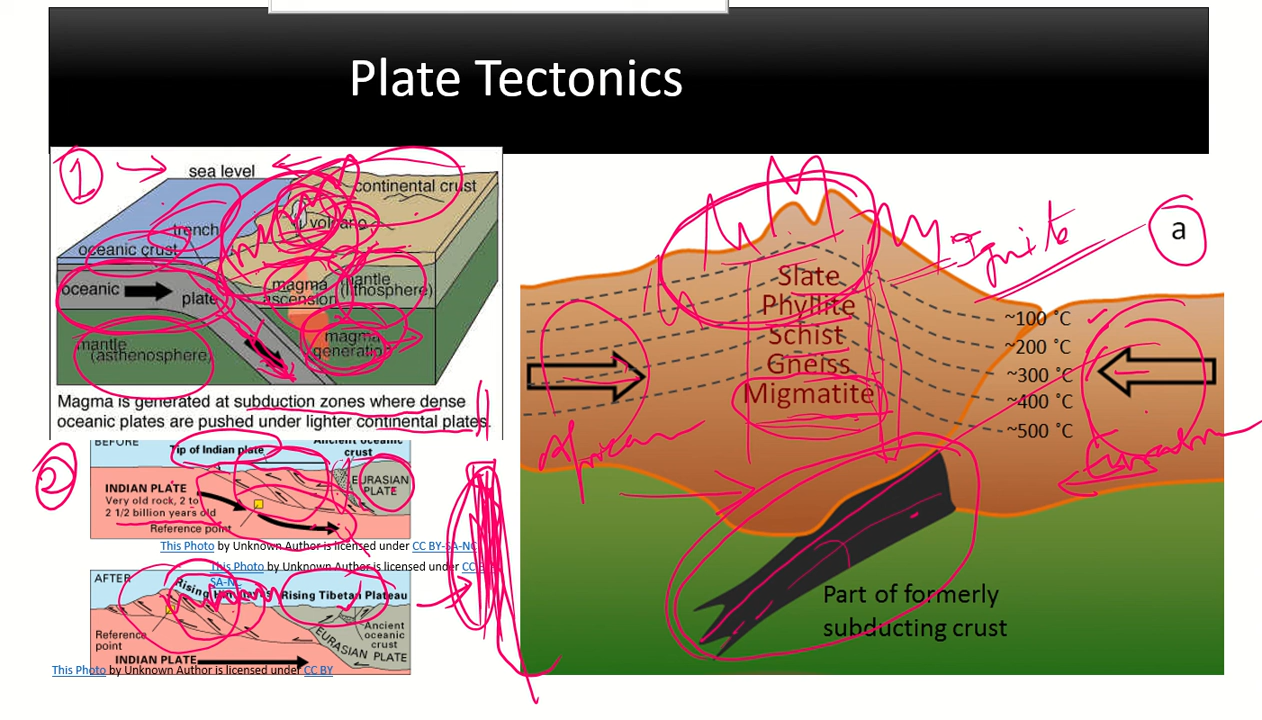 Plate Tectonics
1
sea level
continental crust
trench
volcano
oceanic crust
oceanic
plate
magma
ascension
mantle
(lithosphere)
mantle
(asthenosphere)
magma
generation
Magma is generated at subduction zones where dense
oceanic plates are pushed under lighter continental plates.
2
BEFORE
Tip of Indian plate
Ancient oceanic
crust
EURASIAN
PLATE
INDIAN PLATE
Very old rock, 2 to
2 1/2 billion years old
Reference point
This Photo by Unknown Author is licensed under CC BY-SA-NC
This Photo by Unknown Author is licensed under CC
SA-NC
AFTER
Rising
Rising Tibetan Plateau
Reference
point
Ancient
oceanic
crust
EURASIAN PLATE
INDIAN PLATE
This Photo by Unknown Author is licensed under CC BY
a
Ignite
Slate
Phyllite
Schist
Gneiss
Migmatite
~100 ˚C
~200 ˚C
~300 ˚C
~400 ˚C
~500 ˚C
African
Part of formerly
subducting crust